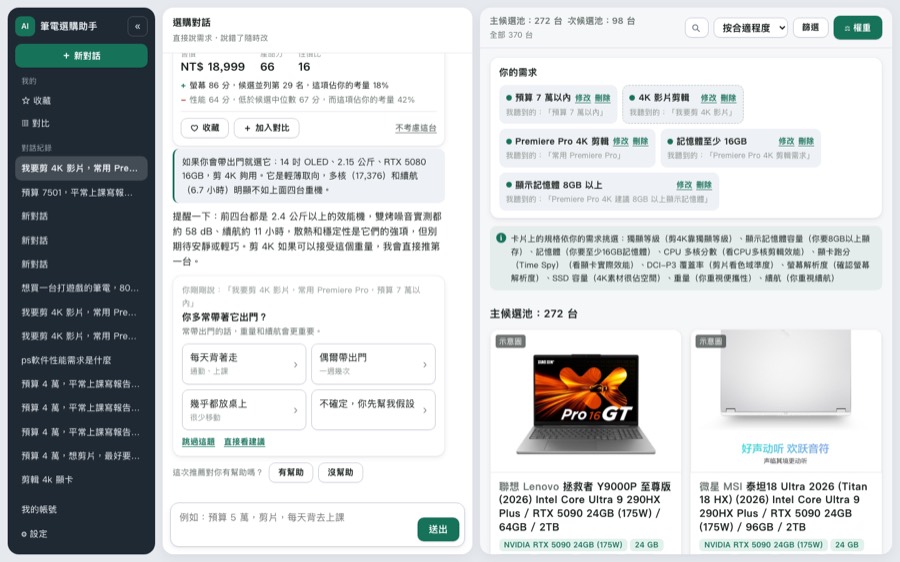 AI 筆電選購助手 «
+ 新對話
我的
☆ 收藏
對比
對話紀錄
我要剪 4K 影片，常用 Pre...
預算 7501，平常上課寫報...
新對話
新對話
新對話
想買一台打遊戲的筆電，80...
我要剪 4K 影片，常用 Pre...
我要剪 4K 影片，常用 Pre...
ps軟件性能需求是什麼
預算 4 萬，平常上課寫報告...
預算 4 萬，平常上課寫報告...
預算 4 萬，平常上課寫報告...
預算 4 萬，想剪片，最好要...
剪輯 4k 顯卡
我的帳號
設定
選購對話
直接說需求，說錯了隨時改
NT$ 18,999 66 16
+ 螢幕 86 分，候選並列第 29 名，這項佔你的考量 18%
− 性能 64 分，低於候選中位數 67 分，而這項佔你的考量 42%
收藏
+ 加入對比
不考慮這台
如果你會帶出門就選它：14 吋 OLED、2.15 公斤、RTX 5080
16GB，剪 4K 夠用。它是輕薄取向，多核（17,376）和續航
（6.7 小時）明顯不如上面四台重機。
提醒一下：前四台都是 2.4 公斤以上的效能機，雙烤噪音實測都
約 58 dB、續航約 11 小時，散熱和穩定性是它們的強項，但別
期待安靜或輕巧。剪 4K 如果可以接受這個重量，我會直接推第
一台。
你剛剛說：「我要剪 4K 影片，常用 Premiere Pro，預算 7 萬以
內」
你多常帶著它出門？
常帶出門的話，重量和續航會更重要。
每天背著走
通勤、上課
偶爾帶出門
一週幾次
幾乎都放桌上
很少移動
不確定，你先幫我假設
跳過這題 直接看建議
這次推薦對你有幫助嗎？ 有幫助 沒幫助
例如：預算 5 萬，剪片，每天背去上課
送出
主候選池：272 台 次候選池：98 台
全部 370 台
按合適程度
篩選
權重
你的需求
預算 7 萬以內 修改 刪除
我聽到的：「預算 7 萬以內」
4K 影片剪輯 修改 刪除
我聽到的：「我要剪 4K 影片」
Premiere Pro 4K 剪輯 修改 刪除
我聽到的：「常用 Premiere Pro」
記憶體至少 16GB 修改 刪除
我聽到的：「Premiere Pro 4K 剪輯需求」
顯示記憶體 8GB 以上 修改 刪除
我聽到的：「Premiere Pro 4K 建議 8GB 以上顯示記憶體」
卡片上的規格依你的需求挑選：獨顯等級（剪4K靠獨顯等級）、顯示記憶體容量（你要8GB以上顯
存）、記憶體（你要至少16GB記憶體）、CPU 多核分數（看CPU多核剪輯效能）、顯卡跑分
（Time Spy）（看顯卡實際效能）、DCI-P3 覆蓋率（剪片看色域準度）、螢幕解析度（確認螢幕
解析度）、SSD 容量（4K素材很佔空間）、重量（你重視便攜性）、續航（你重視續航）
主候選池：272 台
示意圖
Pro 16 GT
聯想 Lenovo 拯救者 Y9000P 至尊版
(2026) Intel Core Ultra 9 290HX
Plus / RTX 5090 24GB (175W) /
64GB / 2TB
NVIDIA RTX 5090 24GB (175W) 24 GB
示意圖
好声动听 欢跃音符
声临其境更动听
微星 MSI 泰坦18 Ultra 2026 (Titan
18 HX) (2026) Intel Core Ultra 9
290HX Plus / RTX 5090 24GB
(175W) / 96GB / 2TB
NVIDIA RTX 5090 24GB (175W) 24 GB